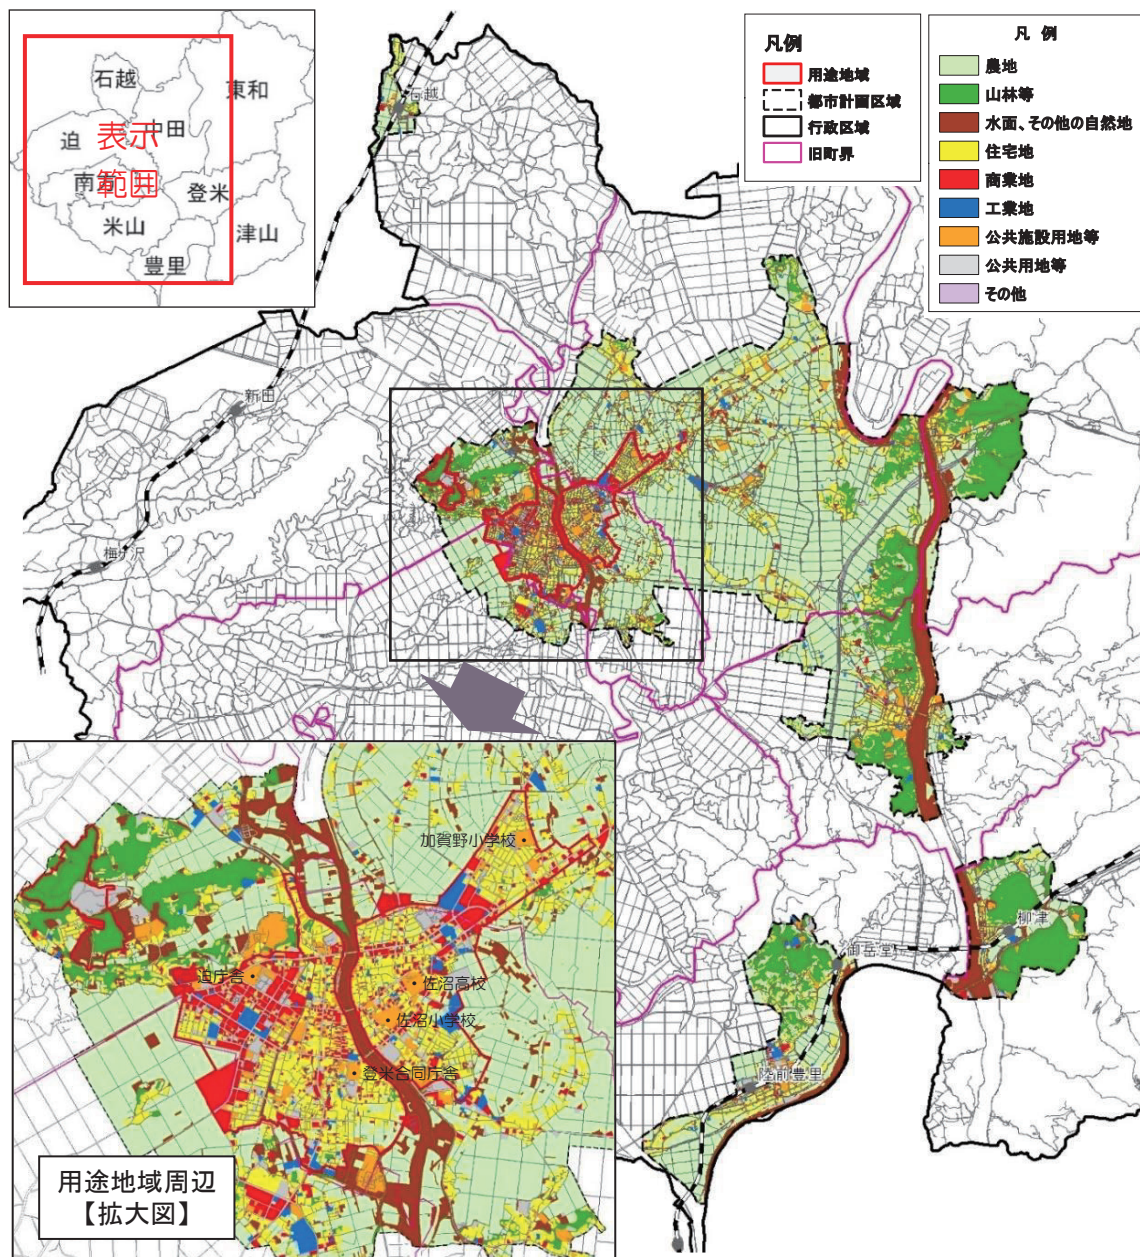 石越
東和
迫
中田
表示
範囲
南方
登米
米山
津山
豊里
凡例
用途地域
都市計画区域
行政区域
旧町界
凡 例
農地
山林等
水面、その他の自然地
住宅地
商業地
工業地
公共施設用地等
公共用地等
その他
石越
新田
梅ケ沢
加賀野小学校
迫庁舎
佐沼高校
佐沼小学校
登米合同庁舎
柳津
御岳堂
陸前豊里
用途地域周辺
【拡大図】